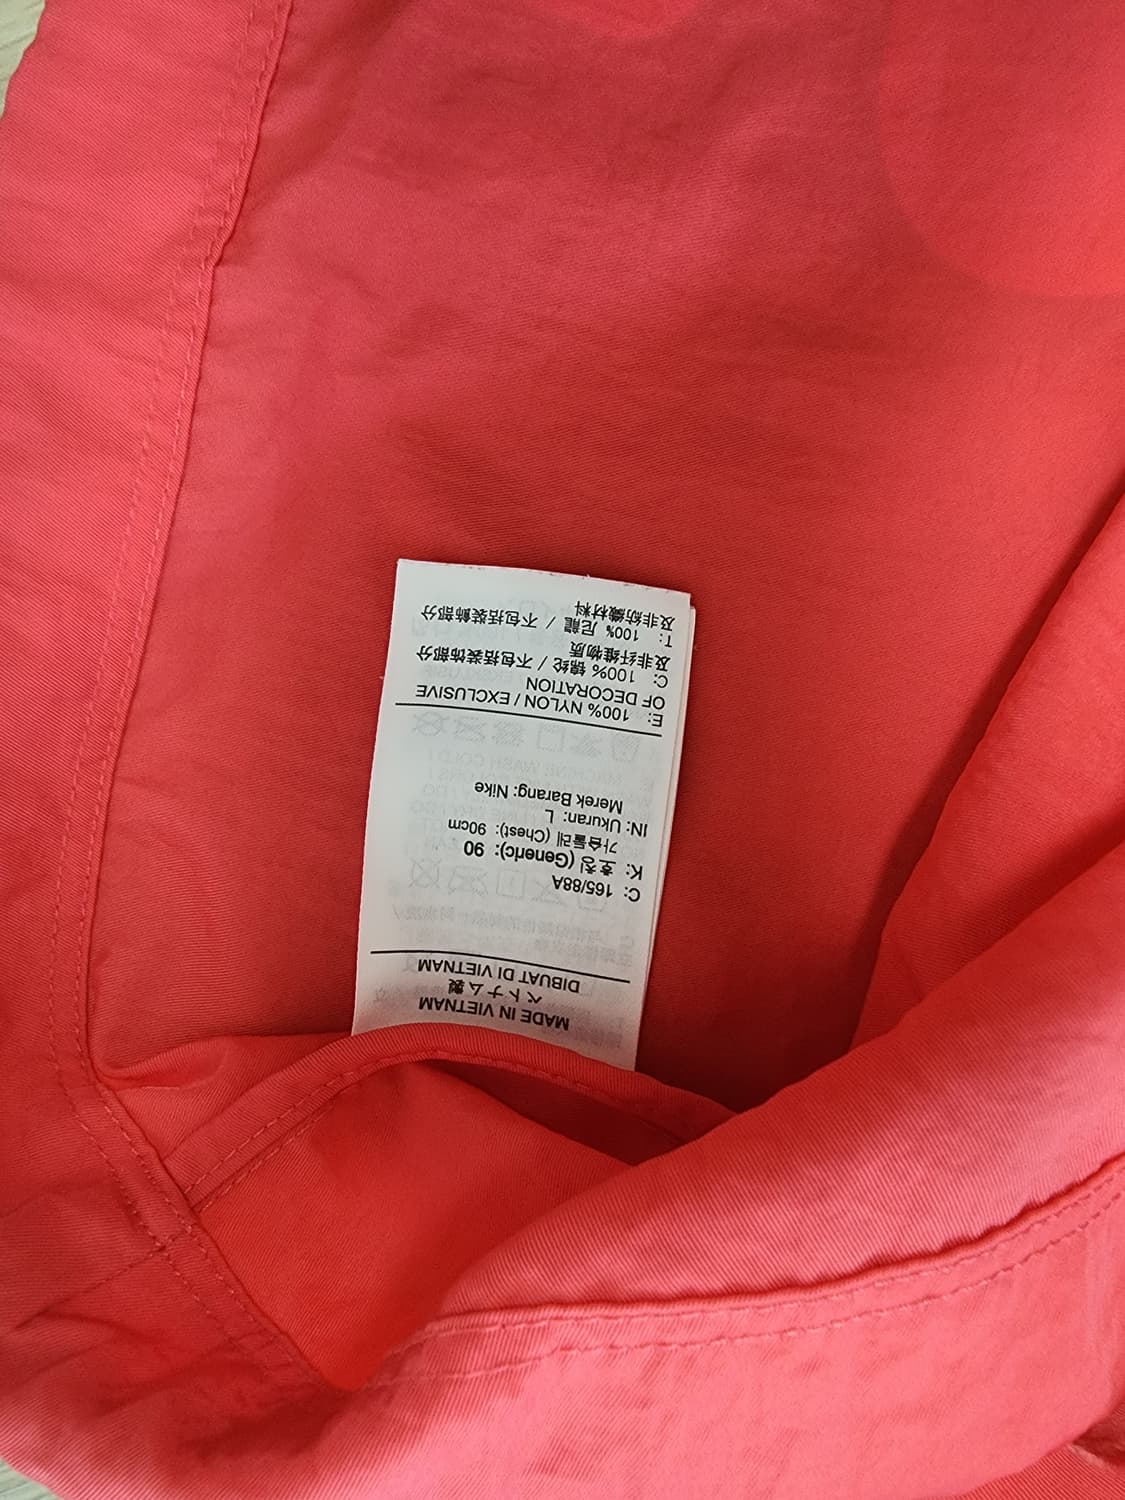 MADE IN VIETNAM
ベトナム製
DIBUAT DI VIETNAM
C: 165/88A
K: 호칭 (Generic): 90
가슴둘레 (Chest): 90cm
IN: Ukuran: L
Merek Barang: Nike
E: 100% NYLON / EXCLUSIVE
OF DECORATION
C: 100% 锦纶 / 不包括装饰部分
及非纤维物质
T: 100% 尼龍 / 不包括裝飾部分
及非紡織材料